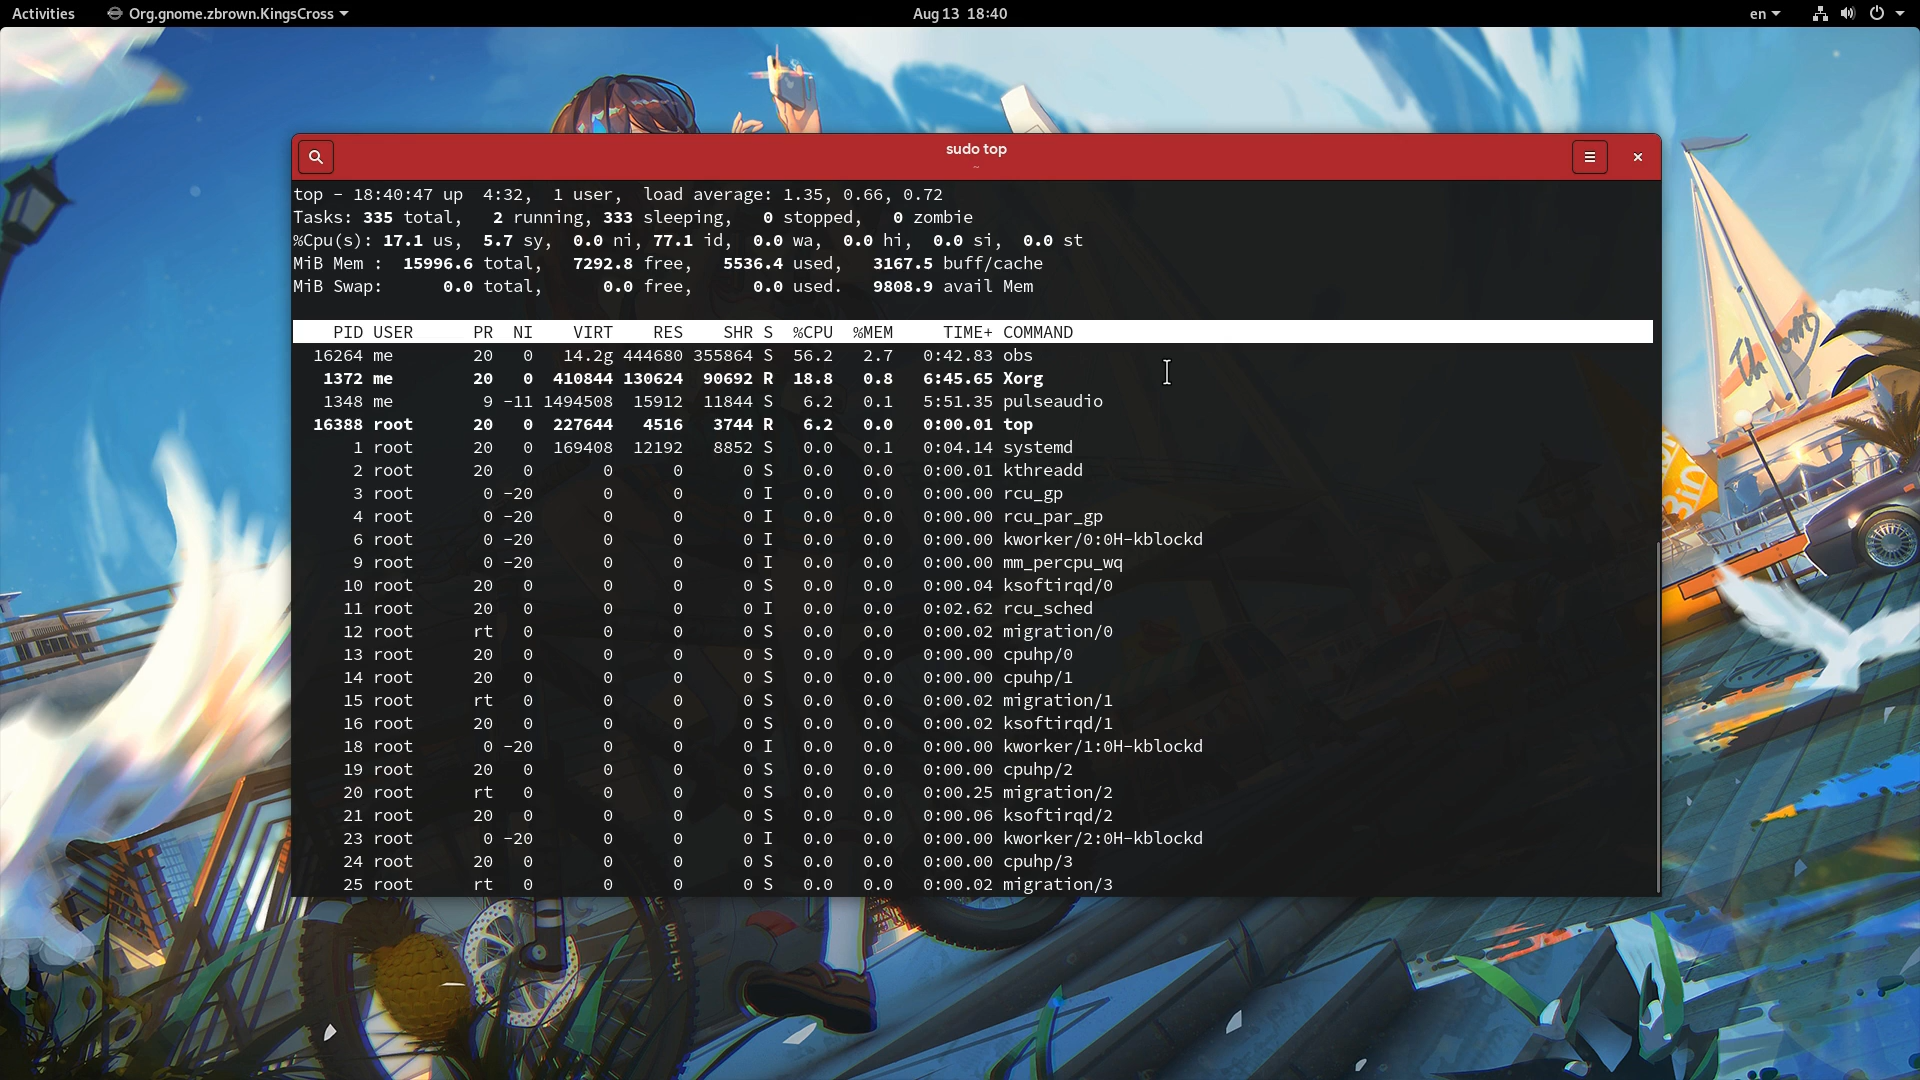 Activities Org.gnome.zbrown.KingsCross Aug 13 18:40 en
sudo top
~
top - 18:40:47 up 4:32, 1 user, load average: 1.35, 0.66, 0.72
Tasks: 335 total, 2 running, 333 sleeping, 0 stopped, 0 zombie
%Cpu(s): 17.1 us, 5.7 sy, 0.0 ni, 77.1 id, 0.0 wa, 0.0 hi, 0.0 si, 0.0 st
MiB Mem : 15996.6 total, 7292.8 free, 5536.4 used, 3167.5 buff/cache
MiB Swap: 0.0 total, 0.0 free, 0.0 used. 9808.9 avail Mem
PID USER PR NI VIRT RES SHR S %CPU %MEM TIME+ COMMAND
16264 me 20 0 14.2g 444680 355864 S 56.2 2.7 0:42.83 obs
1372 me 20 0 410844 130624 90692 R 18.8 0.8 6:45.65 Xorg
1348 me 9 -11 1494508 15912 11844 S 6.2 0.1 5:51.35 pulseaudio
16388 root 20 0 227644 4516 3744 R 6.2 0.0 0:00.01 top
1 root 20 0 169408 12192 8852 S 0.0 0.1 0:04.14 systemd
2 root 20 0 0 0 0 S 0.0 0.0 0:00.01 kthreadd
3 root 0 -20 0 0 0 I 0.0 0.0 0:00.00 rcu_gp
4 root 0 -20 0 0 0 I 0.0 0.0 0:00.00 rcu_par_gp
6 root 0 -20 0 0 0 I 0.0 0.0 0:00.00 kworker/0:0H-kblockd
9 root 0 -20 0 0 0 I 0.0 0.0 0:00.00 mm_percpu_wq
10 root 20 0 0 0 0 S 0.0 0.0 0:00.04 ksoftirqd/0
11 root 20 0 0 0 0 I 0.0 0.0 0:02.62 rcu_sched
12 root rt 0 0 0 0 S 0.0 0.0 0:00.02 migration/0
13 root 20 0 0 0 0 S 0.0 0.0 0:00.00 cpuhp/0
14 root 20 0 0 0 0 S 0.0 0.0 0:00.00 cpuhp/1
15 root rt 0 0 0 0 S 0.0 0.0 0:00.02 migration/1
16 root 20 0 0 0 0 S 0.0 0.0 0:00.02 ksoftirqd/1
18 root 0 -20 0 0 0 I 0.0 0.0 0:00.00 kworker/1:0H-kblockd
19 root 20 0 0 0 0 S 0.0 0.0 0:00.00 cpuhp/2
20 root rt 0 0 0 0 S 0.0 0.0 0:00.25 migration/2
21 root 20 0 0 0 0 S 0.0 0.0 0:00.06 ksoftirqd/2
23 root 0 -20 0 0 0 I 0.0 0.0 0:00.00 kworker/2:0H-kblockd
24 root 20 0 0 0 0 S 0.0 0.0 0:00.00 cpuhp/3
25 root rt 0 0 0 0 S 0.0 0.0 0:00.02 migration/3